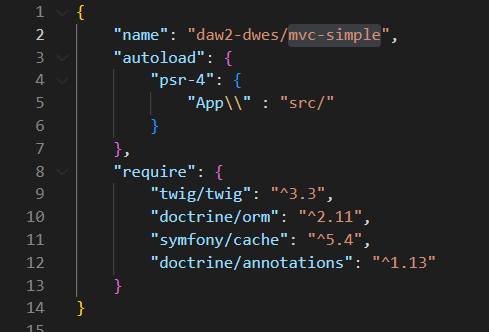 1 {
2 "name": "daw2-dwes/mvc-simple",
3 "autoload": {
4 "psr-4": {
5 "App\\" : "src/"
6 }
7 },
8 "require": {
9 "twig/twig": "^3.3",
10 "doctrine/orm": "^2.11",
11 "symfony/cache": "^5.4",
12 "doctrine/annotations": "^1.13"
13 }
14 }
15